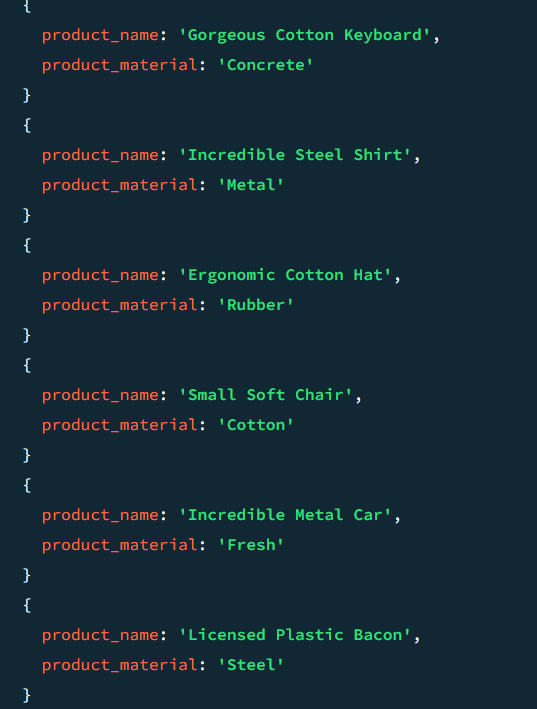 {
product_name: 'Gorgeous Cotton Keyboard',
product_material: 'Concrete'
}
{
product_name: 'Incredible Steel Shirt',
product_material: 'Metal'
}
{
product_name: 'Ergonomic Cotton Hat',
product_material: 'Rubber'
}
{
product_name: 'Small Soft Chair',
product_material: 'Cotton'
}
{
product_name: 'Incredible Metal Car',
product_material: 'Fresh'
}
{
product_name: 'Licensed Plastic Bacon',
product_material: 'Steel'
}